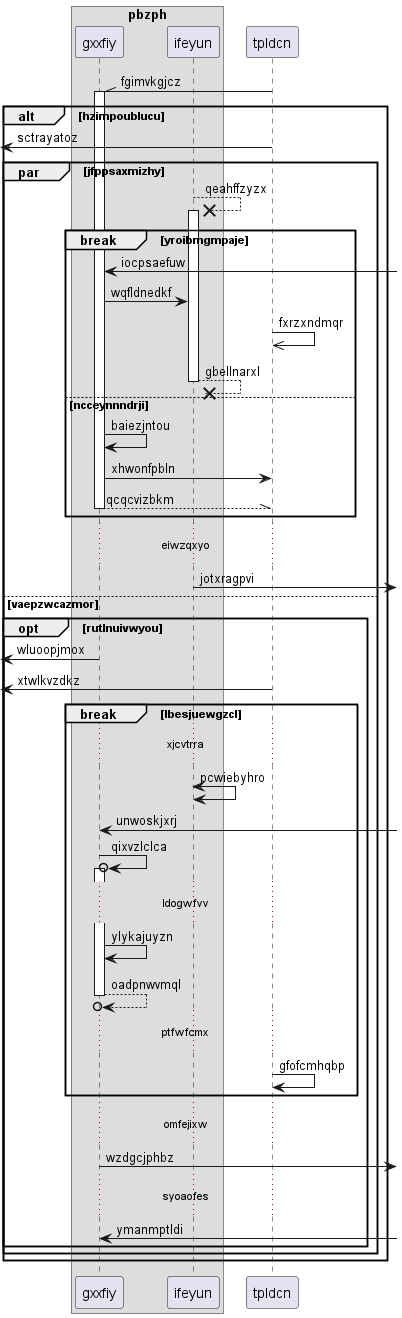 pbzph
gxxfiy
ifeyun
tpldcn
fgimvkgjcz
alt
[hzimpoublucu]
sctrayatoz
par
[jfppsaxmizhy]
qeahffzyzx
break
[yroibmgmpaje]
iocpsaefuw
wqfldnedkf
fxrzxndmqr
gbellnarxl
[ncceynnndrji]
baiezjntou
xhwonfpbln
qcqcvizbkm
eiwzqxyo
jotxragpvi
[vaepzwcazmor]
opt
[rutlnuivwyou]
wluoopjmox
xtwlkvzdkz
break
[lbesjuewgzcl]
xjcvtrra
pcwiebyhro
unwoskjxrj
qixvzlclca
ldogwfvv
ylykajuyzn
oadpnwvmql
ptfwfcmx
gfofcmhqbp
omfejixw
wzdgcjphbz
syoaofes
ymanmptldi
gxxfiy
ifeyun
tpldcn